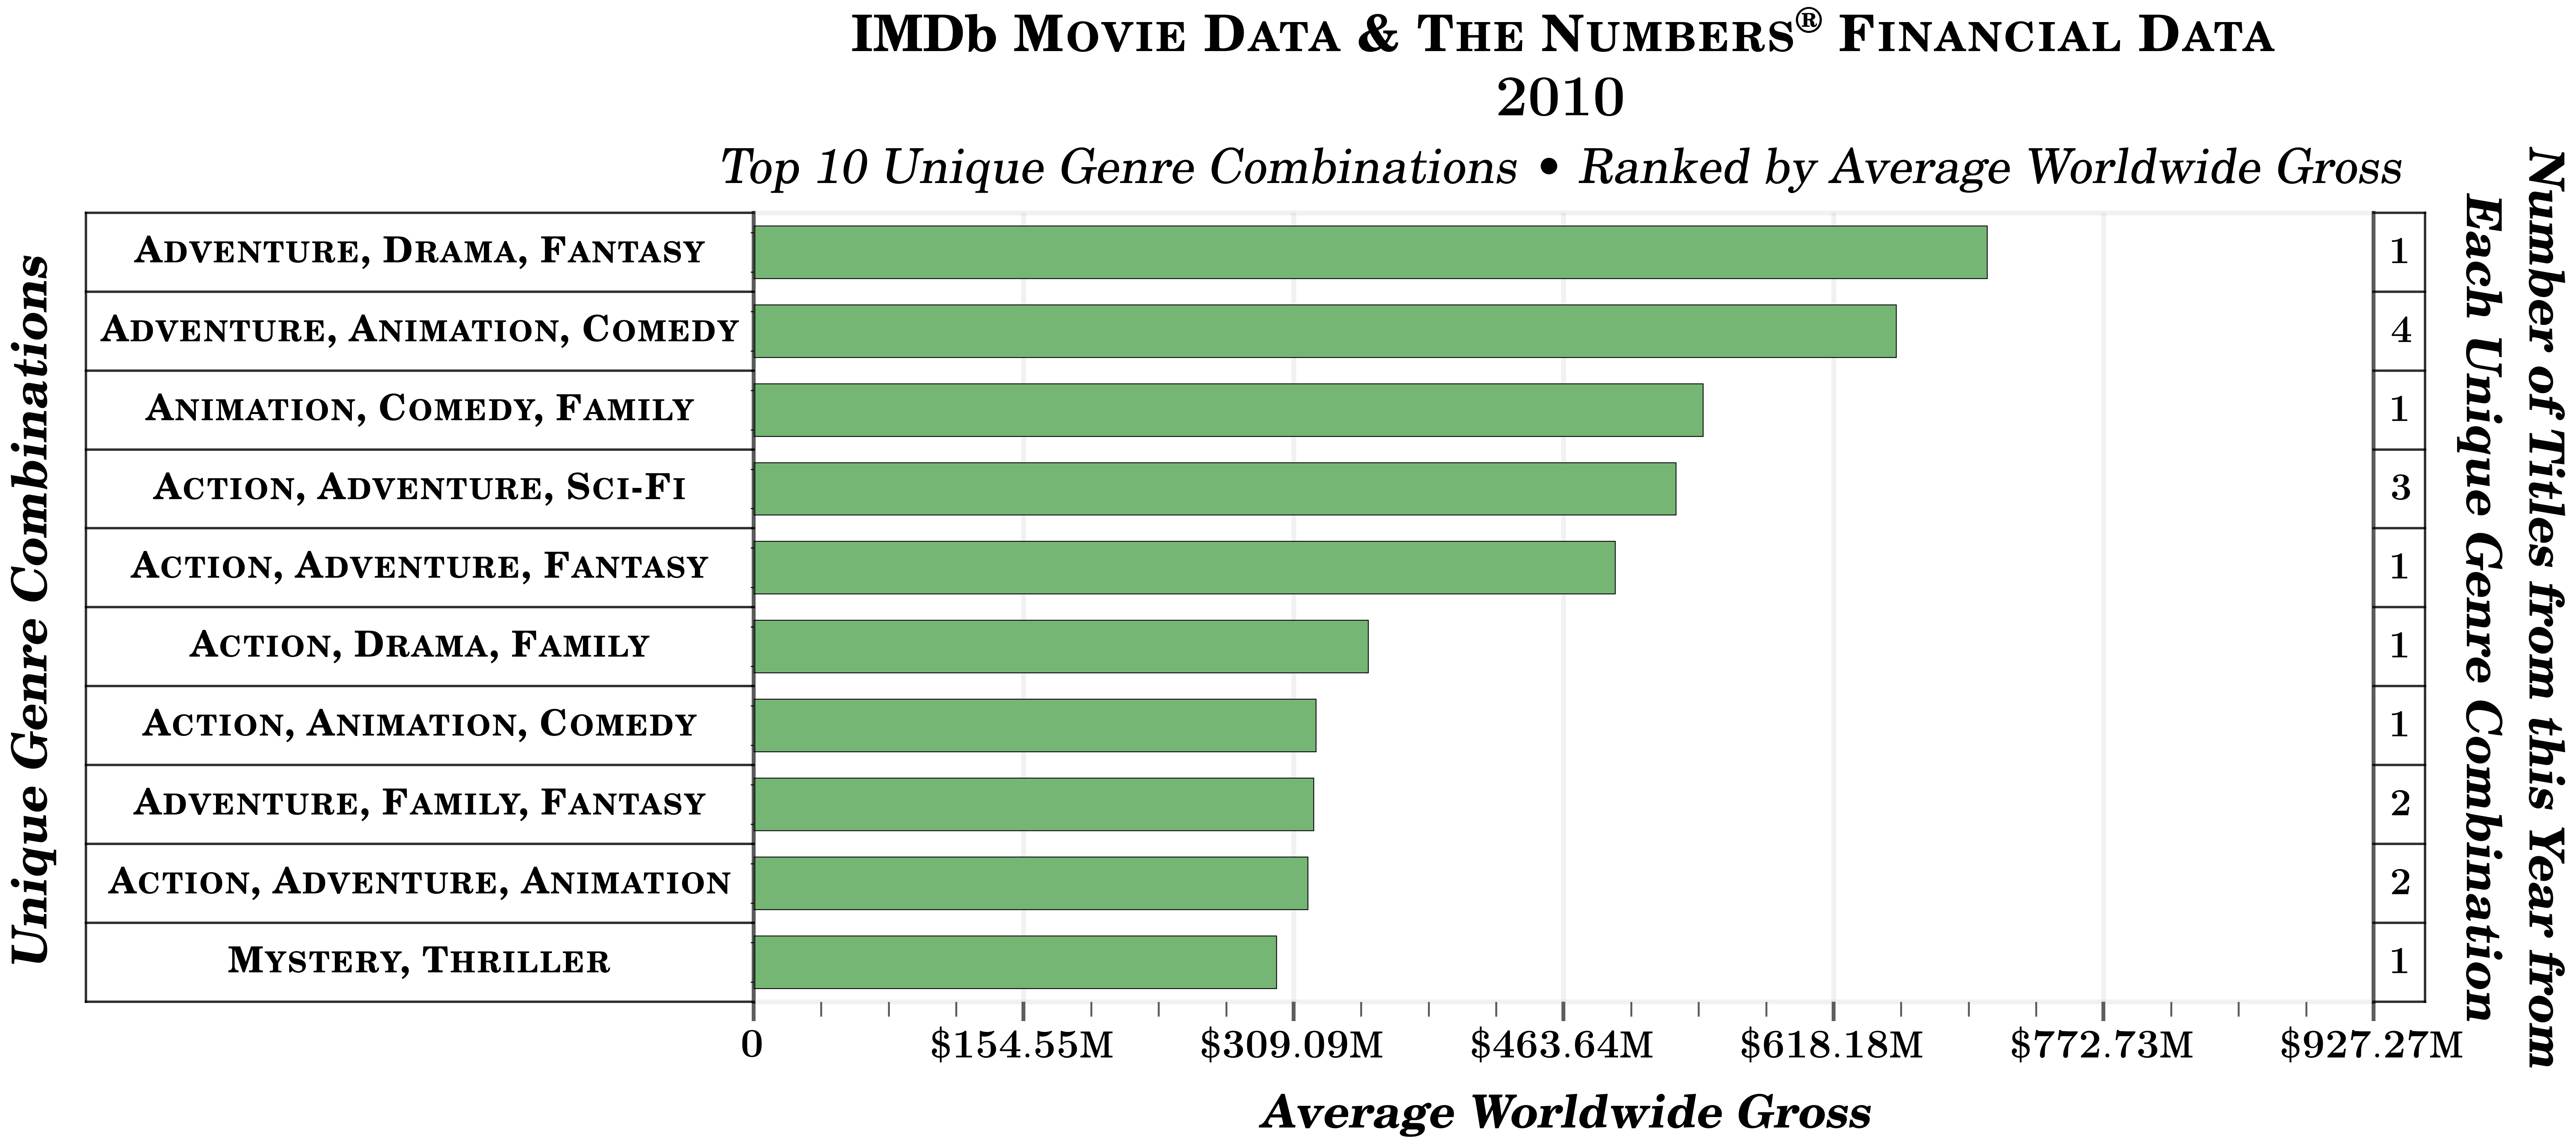 IMDb Movie Data & The Numbers® Financial Data
2010
Top 10 Unique Genre Combinations • Ranked by Average Worldwide Gross
Unique Genre Combinations
Adventure, Drama, Fantasy 1
Adventure, Animation, Comedy 4
Animation, Comedy, Family 1
Action, Adventure, Sci-Fi 3
Action, Adventure, Fantasy 1
Action, Drama, Family 1
Action, Animation, Comedy 1
Adventure, Family, Fantasy 2
Action, Adventure, Animation 2
Mystery, Thriller 1
Number of Titles from this Year from
Each Unique Genre Combination
0 $154.55M $309.09M $463.64M $618.18M $772.73M $927.27M
Average Worldwide Gross